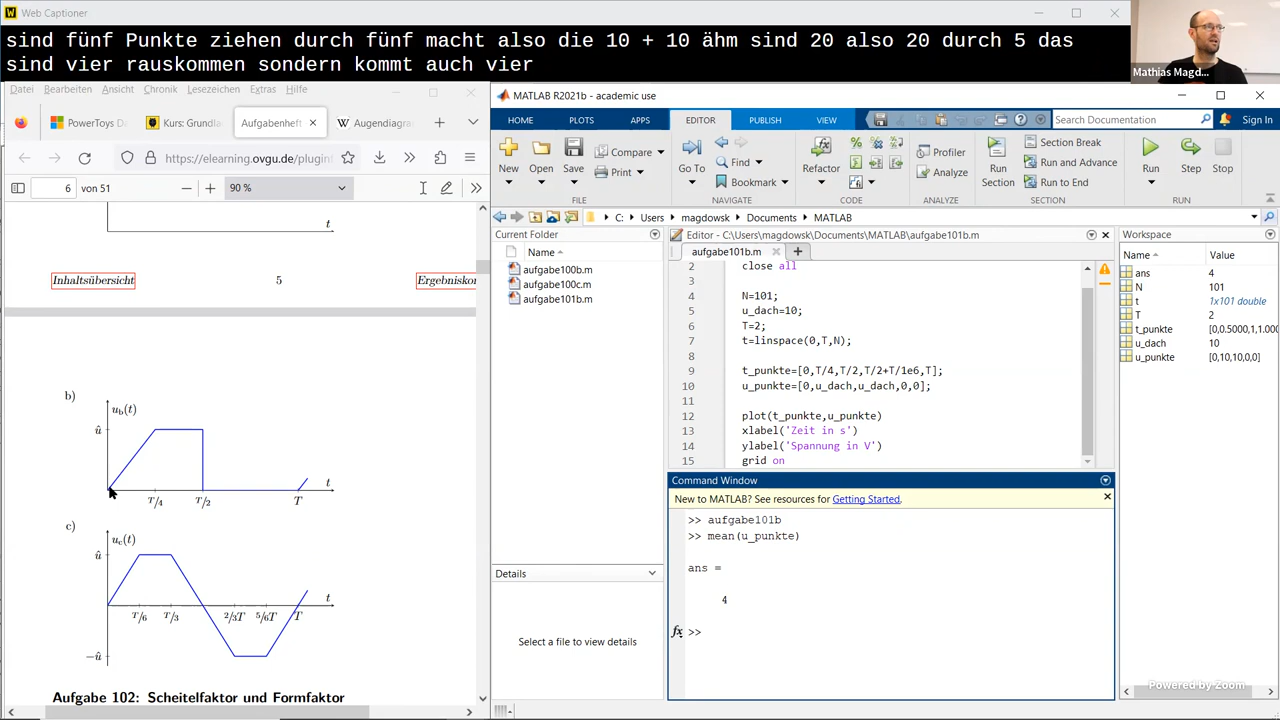 Web Captioner
sind fünf Punkte ziehen durch fünf macht also die 10 + 10 ähm sind 20 also 20 durch 5 das
sind vier rauskommen sondern kommt auch vier
Mathias Magd...
Datei Bearbeiten Ansicht Chronik Lesezeichen Extras Hilfe
PowerToys D
Kurs: Grundla
Aufgabenheft
Augendiagra
https://elearning.ovgu.de/plugin
6 von 51
90 %
t
Inhaltsübersicht 5 Ergebniskon
b)
u_b(t)
û
t
T/4 T/2 T
c)
u_c(t)
û
t
T/6 T/3 2/3T 5/6T T
−û
Aufgabe 102: Scheitelfaktor und Formfaktor
MATLAB R2021b - academic use
HOME PLOTS APPS EDITOR PUBLISH VIEW
Search Documentation
Sign In
New Open Save
Compare
Print
Go To
Find
Bookmark
Refactor
Profiler
Analyze
Run Section
Section Break
Run and Advance
Run to End
Run Step Stop
FILE NAVIGATE CODE ANALYZE SECTION RUN
C: Users magdowsk Documents MATLAB
Current Folder
Name
aufgabe100b.m
aufgabe100c.m
aufgabe101b.m
Details
Select a file to view details
Editor - C:\Users\magdowsk\Documents\MATLAB\aufgabe101b.m
aufgabe101b.m
2 close all
3
4 N=101;
5 u_dach=10;
6 T=2;
7 t=linspace(0,T,N);
8
9 t_punkte=[0,T/4,T/2,T/2+T/1e6,T];
10 u_punkte=[0,u_dach,u_dach,0,0];
11
12 plot(t_punkte,u_punkte)
13 xlabel('Zeit in s')
14 ylabel('Spannung in V')
15 grid on
Command Window
New to MATLAB? See resources for Getting Started.
>> aufgabe101b
>> mean(u_punkte)
ans =
4
fx >>
Workspace
Name Value
ans 4
N 101
t 1x101 double
T 2
t_punkte [0,0.5000,1,1.000
u_dach 10
u_punkte [0,10,10,0,0]
Powered by Zoom